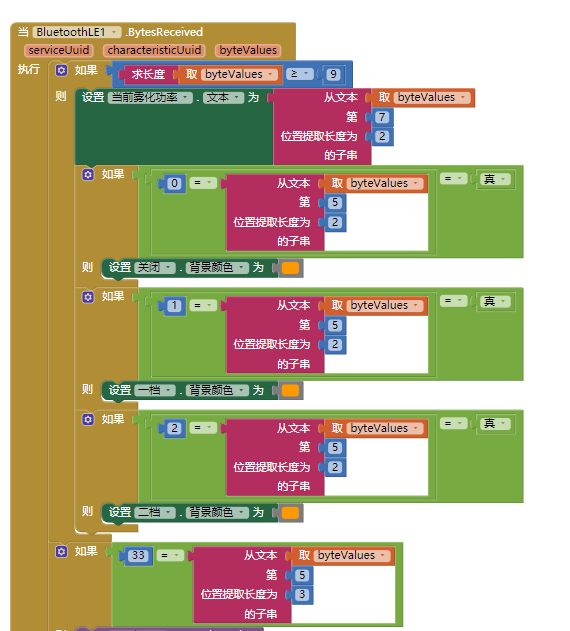 当 BluetoothLE1 .BytesReceived
serviceUuid characteristicUuid byteValues
执行 如果 求长度 取 byteValues ≥ 9
则 设置 当前雾化功率 . 文本 为 从文本 取 byteValues
第 7
位置提取长度为 2
的子串
如果 0 = 从文本 取 byteValues = 真
第 5
位置提取长度为 2
的子串
则 设置 关闭 . 背景颜色 为
如果 1 = 从文本 取 byteValues = 真
第 5
位置提取长度为 2
的子串
则 设置 一档 . 背景颜色 为
如果 2 = 从文本 取 byteValues = 真
第 5
位置提取长度为 2
的子串
则 设置 二档 . 背景颜色 为
如果 33 = 从文本 取 byteValues
第 5
位置提取长度为 3
的子串